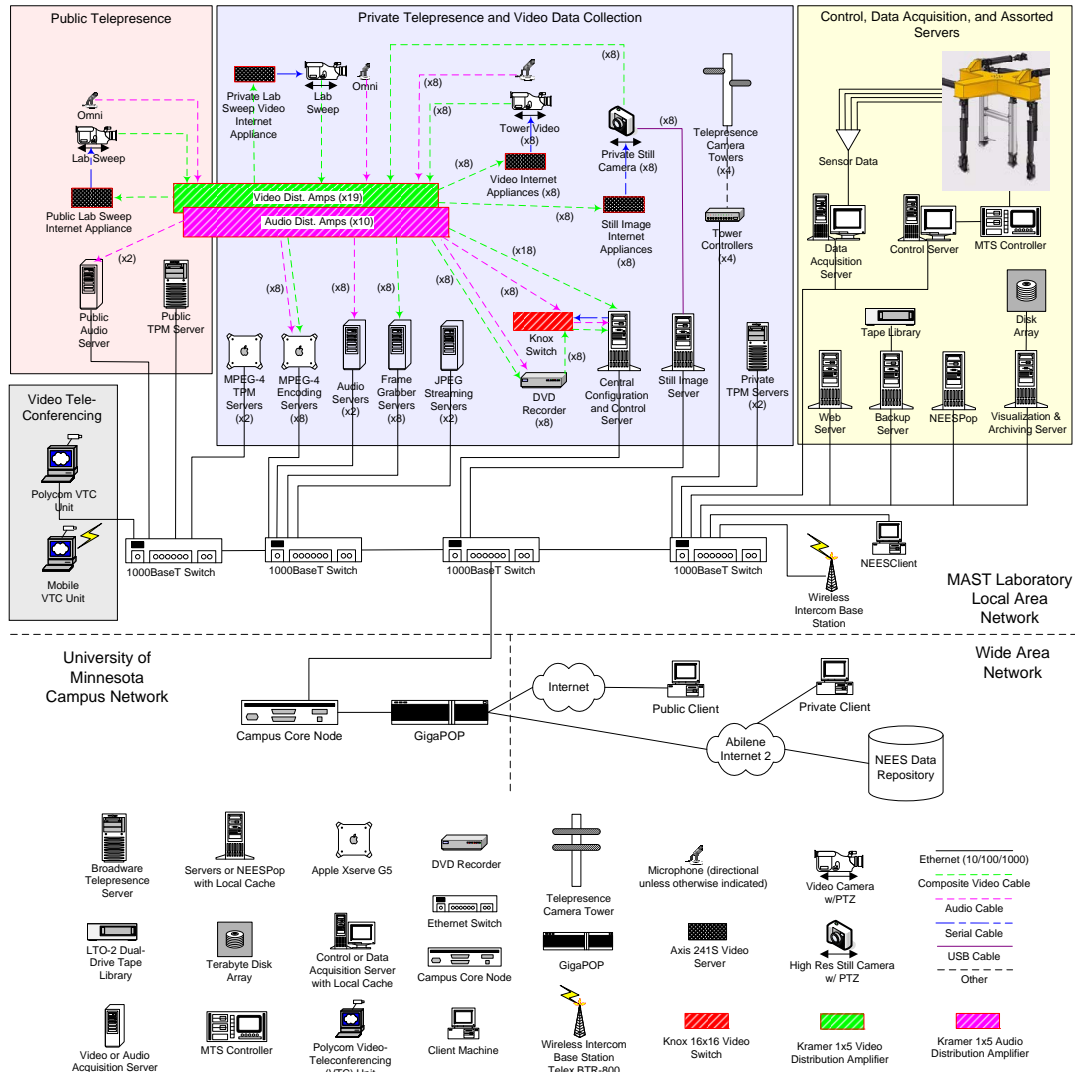 Public Telepresence
Private Telepresence and Video Data Collection
Control, Data Acquisition, and Assorted
Servers
Omni
Lab Sweep
Public Lab Sweep
Internet Appliance
(x2)
Public
Audio
Server
Public
TPM Server
Private Lab
Sweep Video
Internet
Appliance
Lab
Sweep
Omni
(x8)
(x8)
(x8)
(x8)
Tower Video
(x8)
(x8)
Video Internet
Appliances (x8)
(x8)
(x8)
Private Still
Camera (x8)
(x8)
Still Image
Internet
Appliances
(x8)
Telepresence
Camera
Towers
(x4)
Tower
Controllers
(x4)
Video Dist. Amps (x19)
Audio Dist. Amps (x10)
(x8)
(x8)
(x8)
(x8)
(x8)
(x8)
(x18)
(x8)
Knox
Switch
MPEG-4
TPM
Servers
(x2)
MPEG-4
Encoding
Servers
(x8)
Audio
Servers
(x2)
Frame
Grabber
Servers
(x8)
JPEG
Streaming
Servers
(x2)
DVD
Recorder
(x8)
Central
Configuration
and Control
Server
Still Image
Server
Private
TPM Servers
(x2)
Sensor Data
Data
Acquisition
Server
Control Server
MTS Controller
Tape Library
Disk
Array
Web
Server
Backup
Server
NEESPop
Visualization &
Archiving Server
Video Tele-
Conferencing
Polycom VTC
Unit
Mobile
VTC Unit
1000BaseT Switch
1000BaseT Switch
1000BaseT Switch
1000BaseT Switch
Wireless
Intercom Base
Station
NEESClient
MAST Laboratory
Local Area
Network
University of
Minnesota
Campus Network
Wide Area
Network
Campus Core Node
GigaPOP
Internet
Public Client
Private Client
Abilene
Internet 2
NEES Data
Repository
Broadware
Telepresence
Server
Servers or NEESPop
with Local Cache
Apple Xserve G5
DVD Recorder
Ethernet Switch
Telepresence
Camera Tower
Microphone (directional
unless otherwise indicated)
Video Camera
w/PTZ
Ethernet (10/100/1000)
Composite Video Cable
Audio Cable
Serial Cable
USB Cable
Other
LTO-2 Dual-
Drive Tape
Library
Terabyte Disk
Array
Control or Data
Acquisition Server
with Local Cache
Campus Core Node
GigaPOP
Axis 241S Video
Server
High Res Still Camera
w/ PTZ
Video or Audio
Acquisition Server
MTS Controller
Polycom Video-
Teleconferencing
(VTC) Unit
Client Machine
Wireless Intercom
Base Station
Telex BTR-800
Knox 16x16 Video
Switch
Kramer 1x5 Video
Distribution Amplifier
Kramer 1x5 Audio
Distribution Amplifier